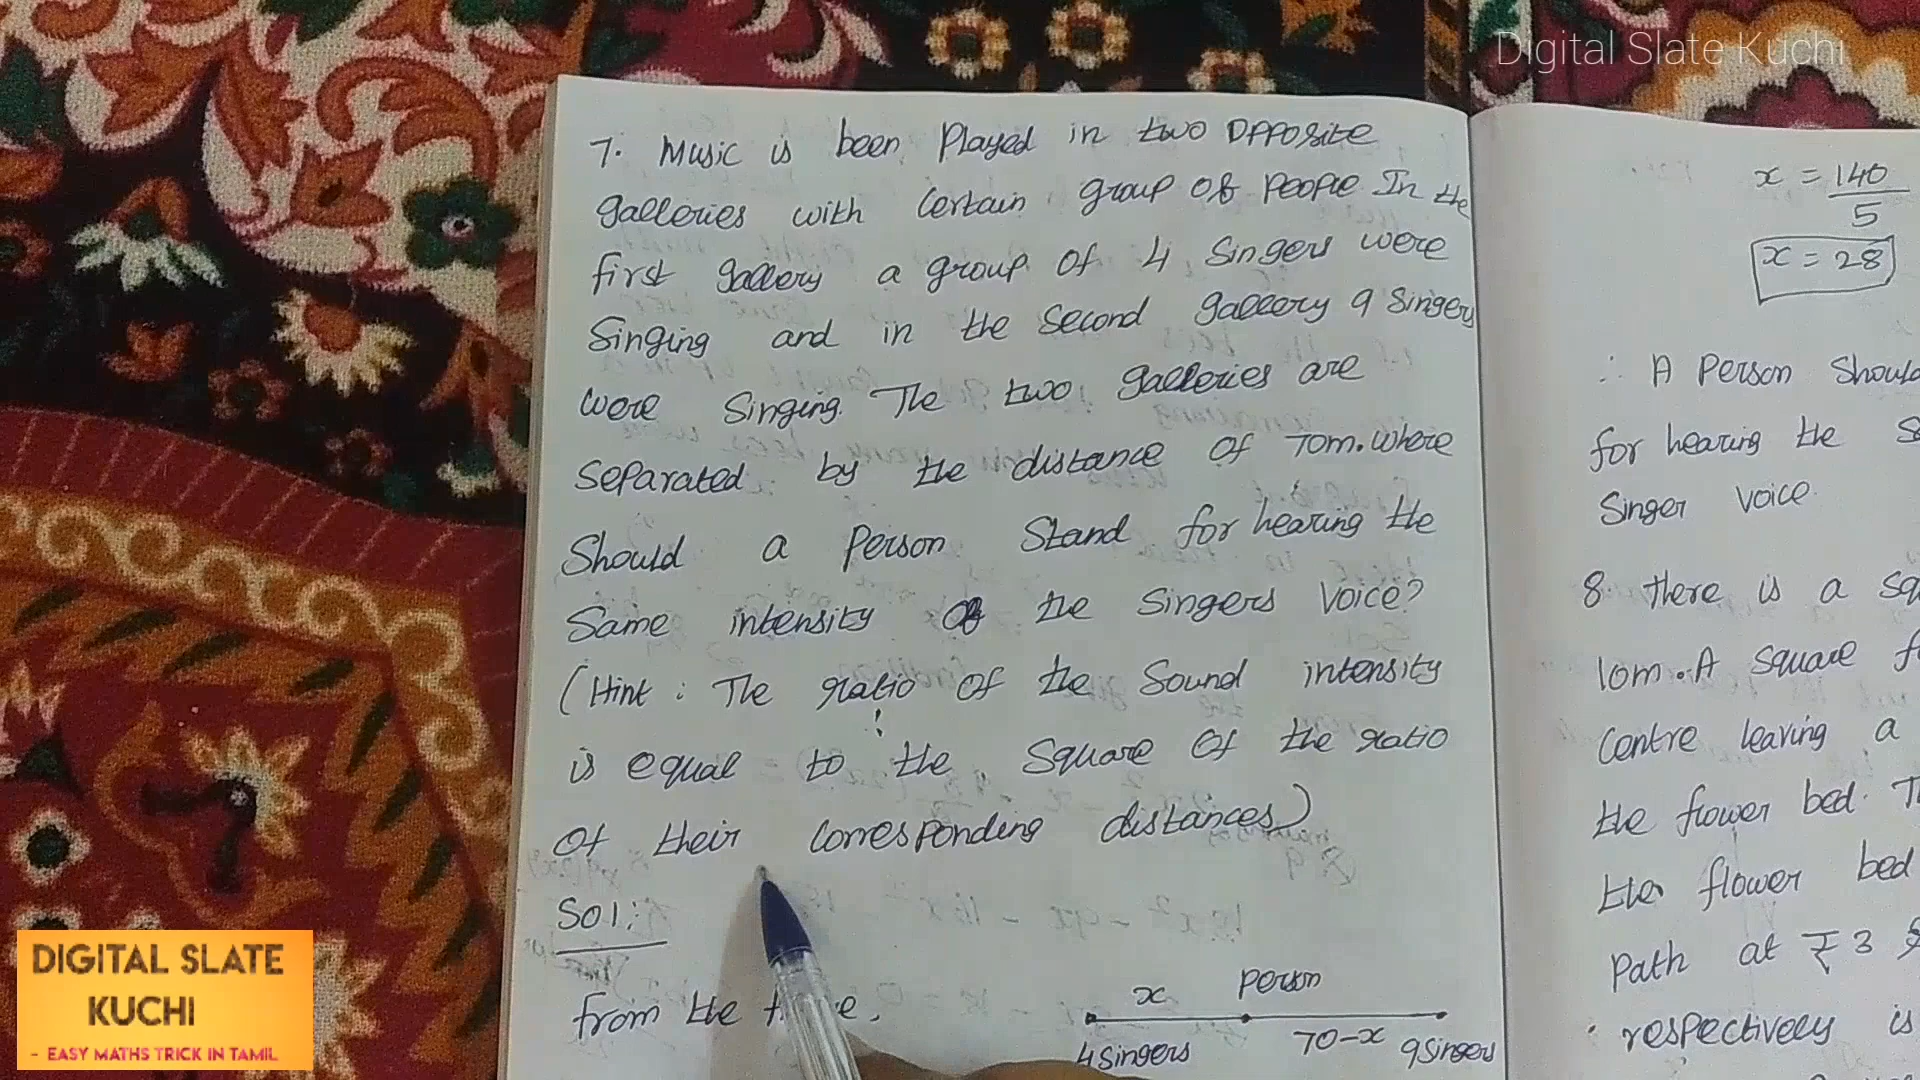 Digital Slate Kuchi
7. Music is been Played in two opposite
galleries with Certain group of people In the
first gallery a group of 4 Singers were
Singing and in the Second gallery 9 Singers
were Singing. The two galleries are
Separated by the distance of 70m. where
Should a Person Stand for hearing the
Same intensity of the Singers Voice?
(Hint : The ratio of the Sound intensity
is equal to the Square Of the ratio
Of their Corresponding distances)
Sol:
from the
x
Person
4 Singers
70-x
9 Singers
x = 140
5
x = 28
∴ A Person Should
for hearing the
Singer Voice.
8 there is a
10m. A Square
Centre leaving a
the flower bed.
the flower bed
Path at ₹ 3
respectively is
DIGITAL SLATE
KUCHI
- EASY MATHS TRICK IN TAMIL